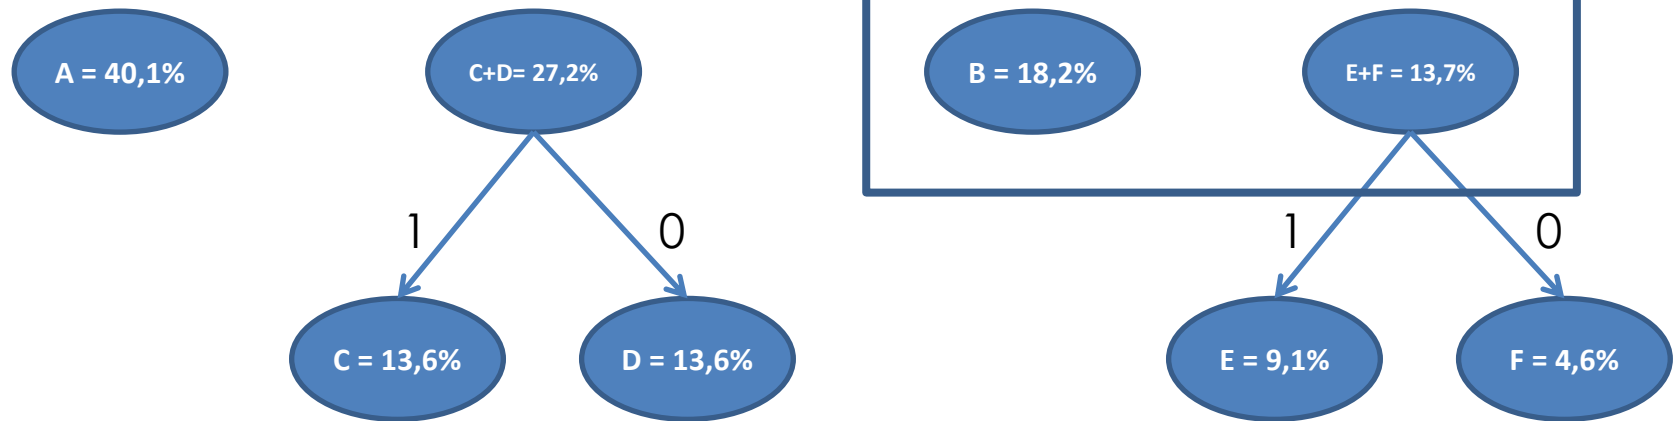 A = 40,1%
C+D= 27,2%
B = 18,2%
E+F = 13,7%
1
0
1
0
C = 13,6%
D = 13,6%
E = 9,1%
F = 4,6%